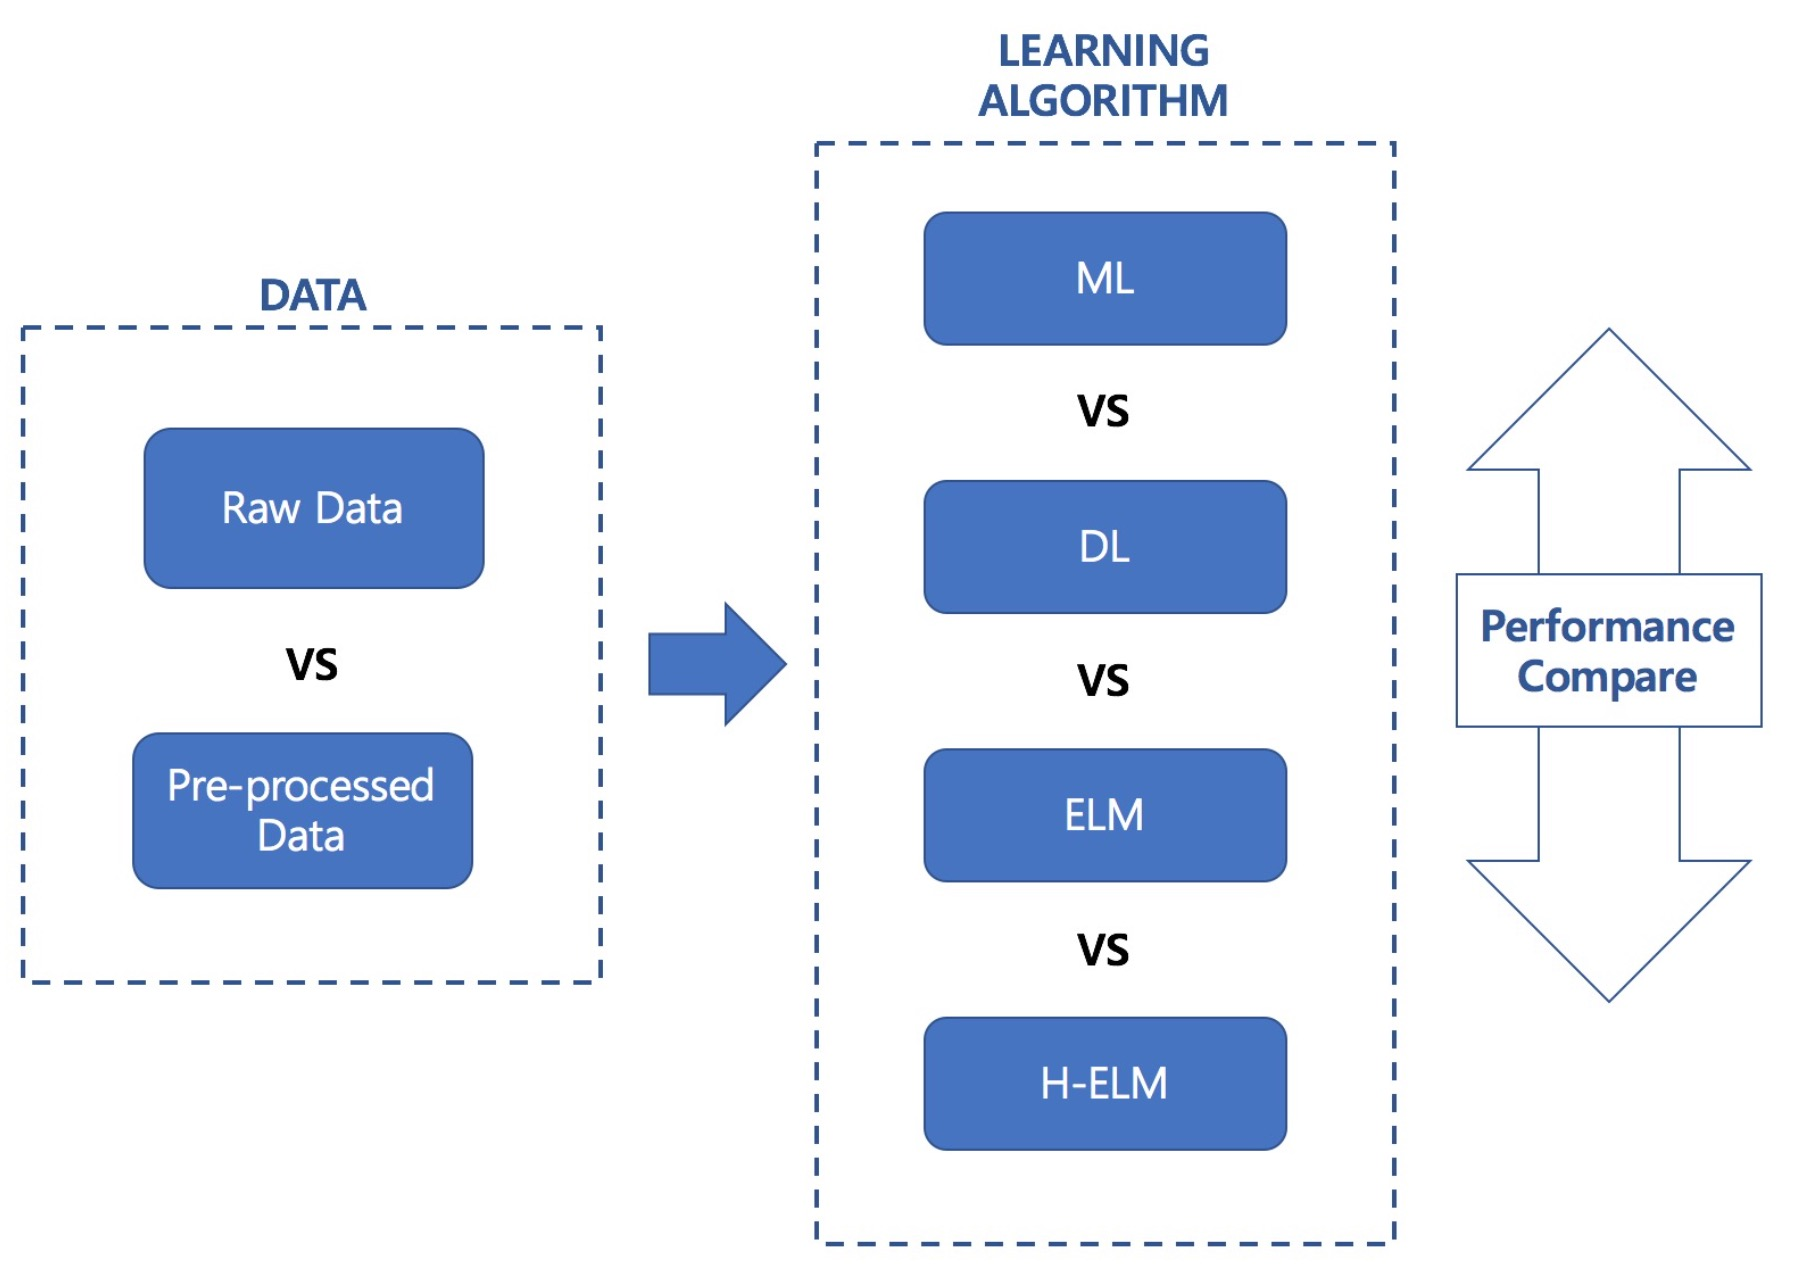 DATA
Raw Data
VS
Pre-processed
Data
LEARNING
ALGORITHM
ML
VS
DL
VS
ELM
VS
H-ELM
Performance
Compare